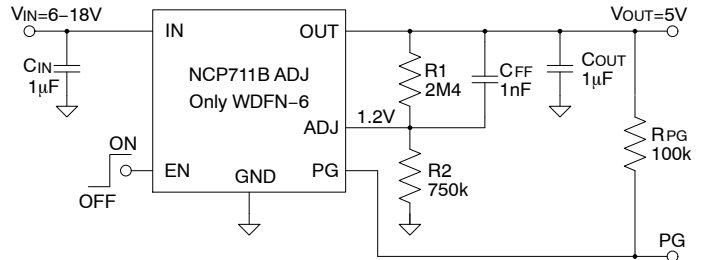 VIN=6−18V
VOUT=5V
IN
OUT
CIN
1µF
NCP711B ADJ
Only WDFN−6
R1
2M4
CFF
1nF
COUT
1µF
1.2V
ADJ
RPG
100k
ON
OFF
EN
GND
PG
R2
750k
PG